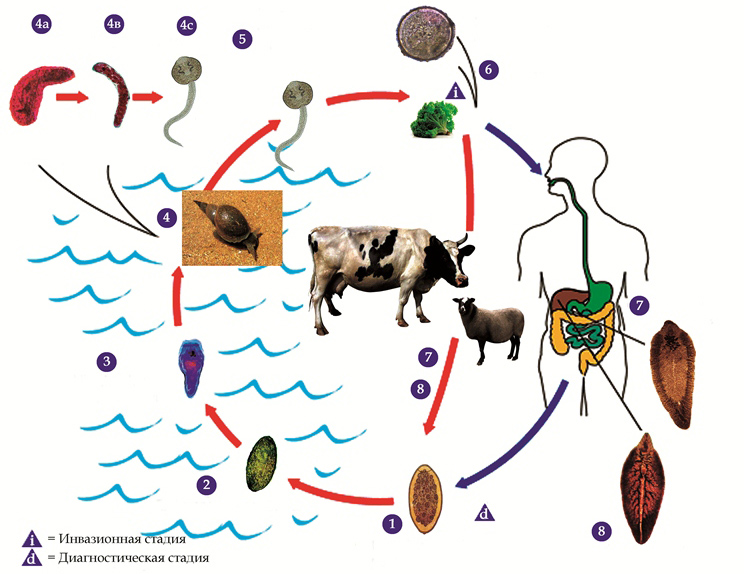 4a
4в
4c
5
6
i
4
7
3
7
8
2
1
d
8
i = Инвазионная стадия
d = Диагностическая стадия